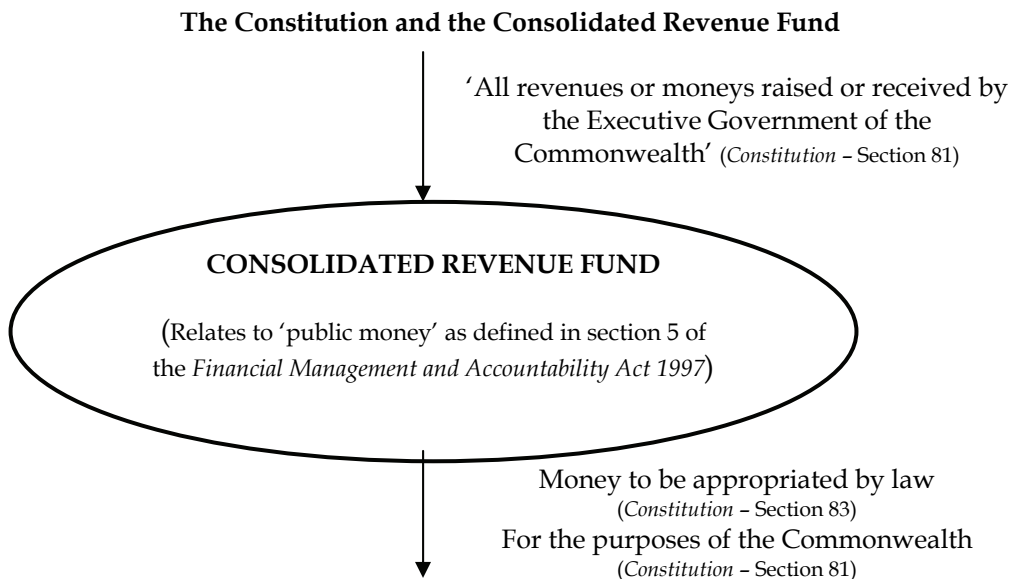 The Constitution and the Consolidated Revenue Fund
‘All revenues or moneys raised or received by
the Executive Government of the
Commonwealth’ (Constitution – Section 81)
CONSOLIDATED REVENUE FUND
(Relates to ‘public money’ as defined in section 5 of
the Financial Management and Accountability Act 1997)
Money to be appropriated by law
(Constitution – Section 83)
For the purposes of the Commonwealth
(Constitution – Section 81)